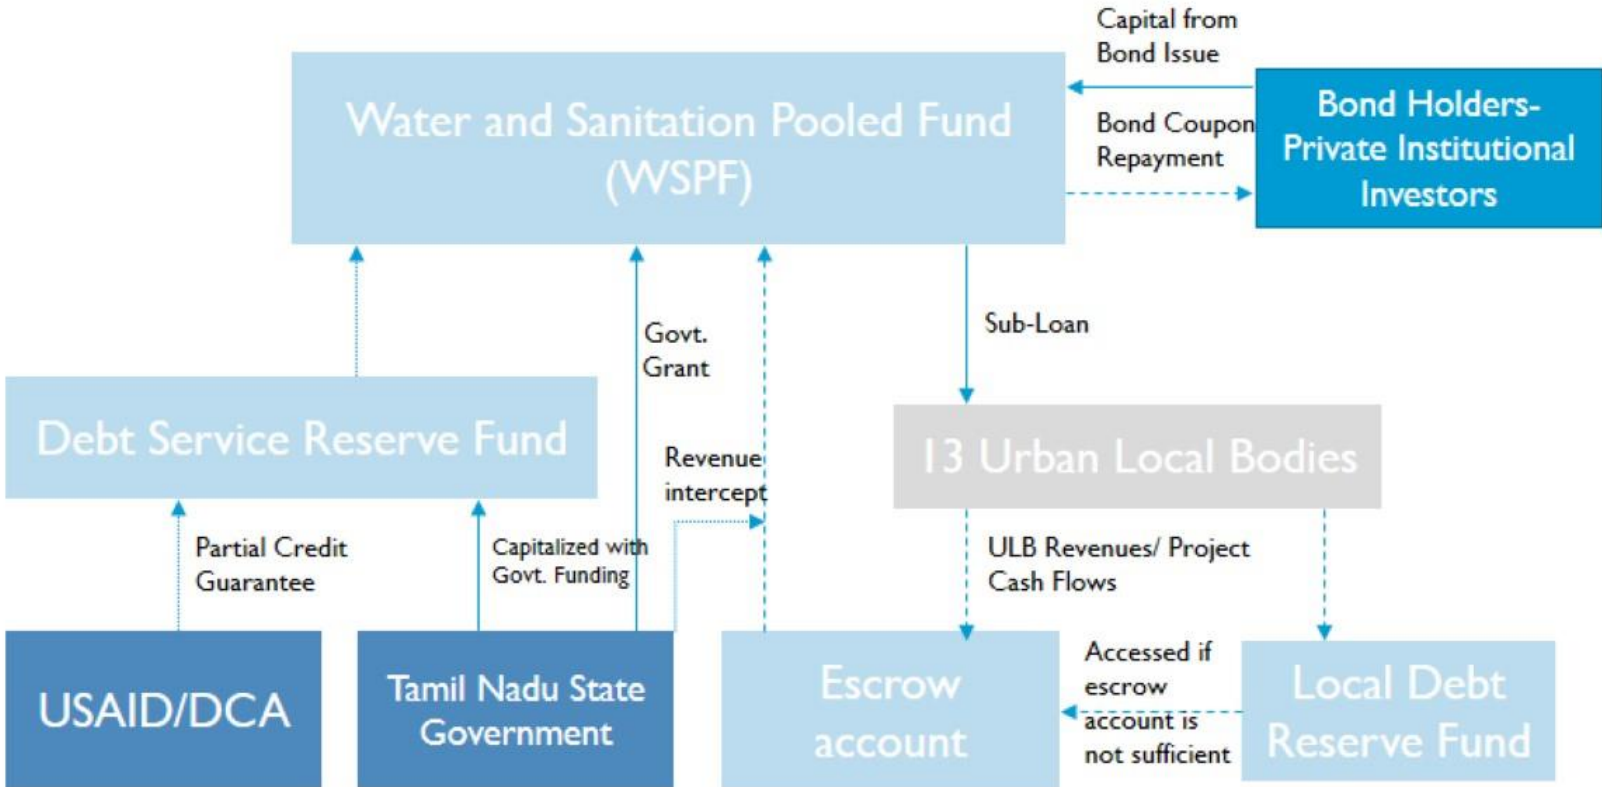 Capital from
Bond Issue
Water and Sanitation Pooled Fund
(WSPF)
Bond Holders-
Private Institutional
Investors
Bond Coupon
Repayment
Govt.
Grant
Sub-Loan
Debt Service Reserve Fund
Revenue
intercept
13 Urban Local Bodies
Partial Credit
Guarantee
Capitalized with
Govt. Funding
ULB Revenues/ Project
Cash Flows
USAID/DCA
Tamil Nadu State
Government
Escrow
account
Accessed if
escrow
account is
not sufficient
Local Debt
Reserve Fund